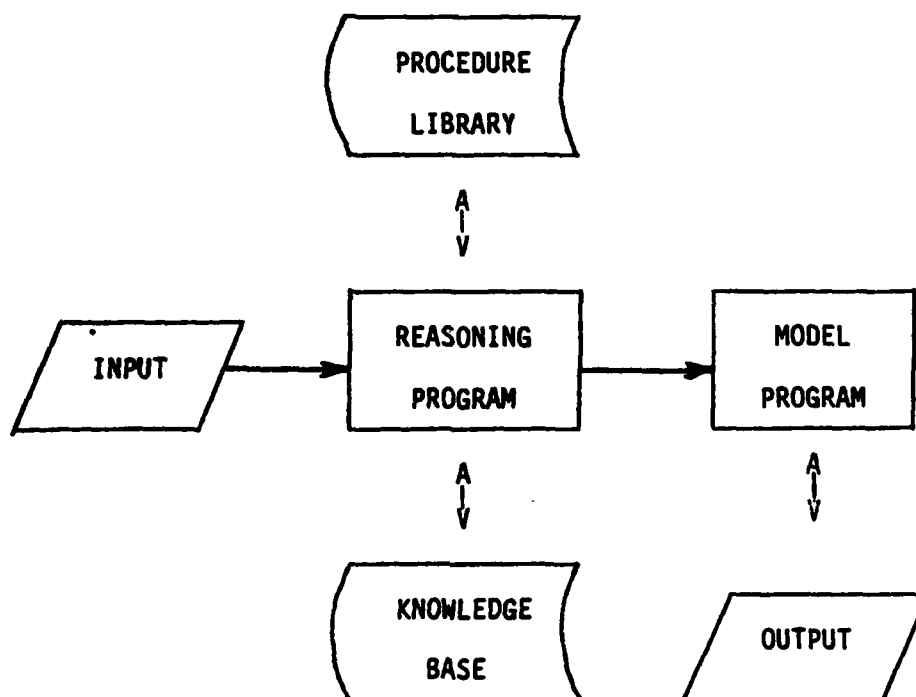 PROCEDURE
LIBRARY
A
V
INPUT
REASONING
PROGRAM
MODEL
PROGRAM
A
V
A
V
KNOWLEDGE
BASE
OUTPUT